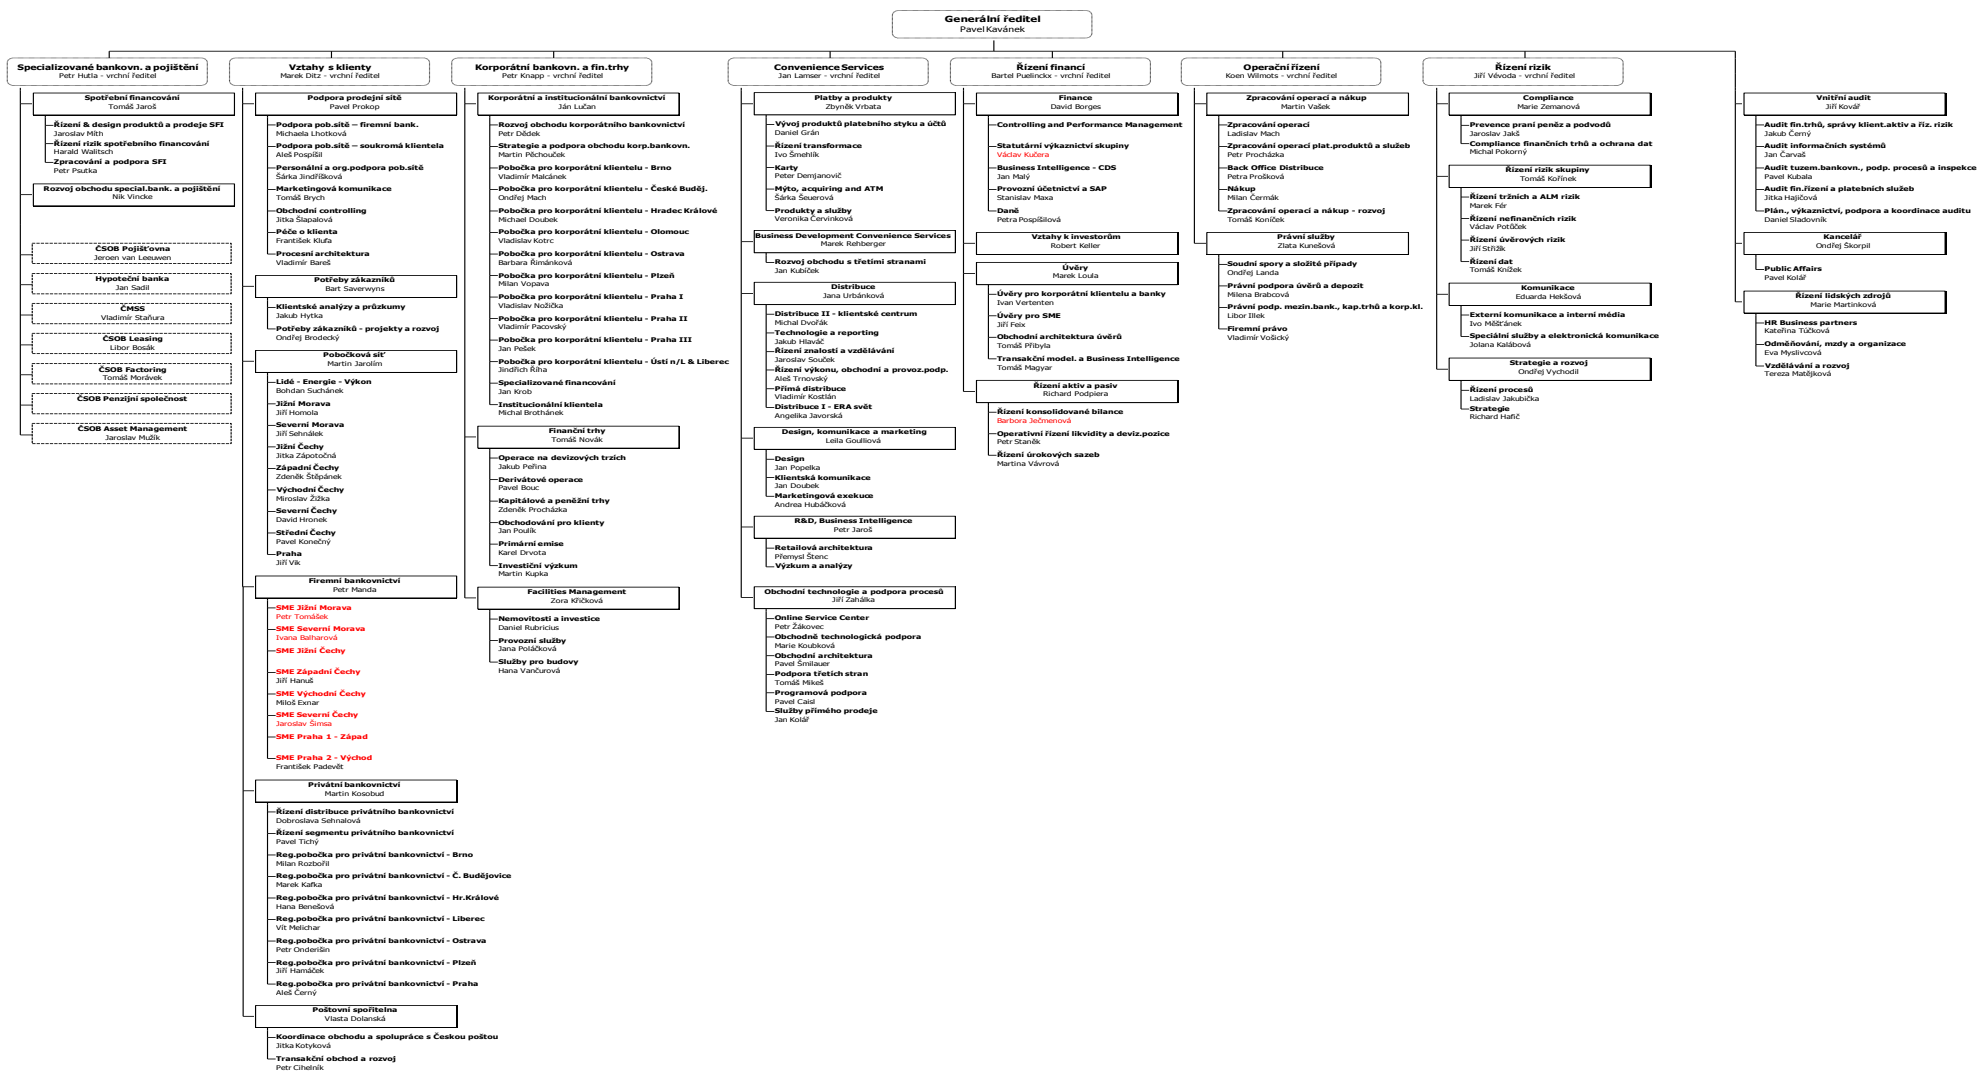 Generální ředitel
Pavel Kavánek
Specializované bankovn. a pojištění
Petr Hutla - vrchní ředitel
Spotřební financování
Tomáš Jaroš
Řízení & design produktů a prodeje SFI
Jaroslav Míth
Řízení rizik spotřebního financování
Harald Walitsch
Zpracování a podpora SFI
Petr Psutka
Rozvoj obchodu special.bank. a pojištění
Nik Vincke
ČSOB Pojišťovna
Jeroen van Leeuwen
Hypoteční banka
Jan Sadil
ČMSS
Vladimír Staňura
ČSOB Leasing
Libor Bosák
ČSOB Factoring
Tomáš Morávek
ČSOB Penzijní společnost
ČSOB Asset Management
Jaroslav Mužík
Vztahy s klienty
Marek Ditz - vrchní ředitel
Podpora prodejní sítě
Pavel Prokop
Podpora pob.sítě – firemní bank.
Michaela Lhotková
Podpora pob.sítě – soukromá klientela
Aleš Pospíšil
Personální a org.podpora pob.sítě
Šárka Jindřišková
Marketingová komunikace
Tomáš Brych
Obchodní controlling
Jitka Šlapalová
Péče o klienta
František Klufa
Procesní architektura
Vladimír Bareš
Potřeby zákazníků
Bart Saverwyns
Klientské analýzy a průzkumy
Jakub Hytka
Potřeby zákazníků - projekty a rozvoj
Ondřej Brodecký
Pobočková síť
Martin Jarolím
Lidé - Energie - Výkon
Bohdan Suchánek
Jižní Morava
Jiří Homola
Severní Morava
Jiří Sehnálek
Jižní Čechy
Jitka Zápotočná
Západní Čechy
Zdeněk Štěpánek
Východní Čechy
Miroslav Žižka
Severní Čechy
David Hronek
Střední Čechy
Pavel Konečný
Praha
Jiří Vik
Firemní bankovnictví
Petr Manda
SME Jižní Morava
Petr Tomášek
SME Severní Morava
Ivana Balharová
SME Jižní Čechy
SME Západní Čechy
Jiří Hanuš
SME Východní Čechy
Miloš Exnar
SME Severní Čechy
Jaroslav Šimsa
SME Praha 1 - Západ
SME Praha 2 - Východ
František Padevět
Privátní bankovnictví
Martin Kosobud
Řízení distribuce privátního bankovnictví
Dobroslava Sehnalová
Řízení segmentu privátního bankovnictví
Pavel Tichý
Reg.pobočka pro privátní bankovnictví - Brno
Milan Rozbořil
Reg.pobočka pro privátní bankovnictví - Č. Budějovice
Marek Kafka
Reg.pobočka pro privátní bankovnictví - Hr.Králové
Hana Benešová
Reg.pobočka pro privátní bankovnictví - Liberec
Vít Melichar
Reg.pobočka pro privátní bankovnictví - Ostrava
Petr Onderišin
Reg.pobočka pro privátní bankovnictví - Plzeň
Jiří Hamáček
Reg.pobočka pro privátní bankovnictví - Praha
Aleš Černý
Poštovní spořitelna
Vlasta Dolanská
Koordinace obchodu a spolupráce s Českou poštou
Jitka Kotyková
Transakční obchod a rozvoj
Petr Cihelník
Korporátní bankovn. a fin.trhy
Petr Knapp - vrchní ředitel
Korporátní a institucionální bankovnictví
Ján Lučan
Rozvoj obchodu korporátního bankovnictví
Petr Dědek
Strategie a podpora obchodu korp.bankovn.
Martin Pěchouček
Pobočka pro korporátní klientelu - Brno
Vladimír Malcánek
Pobočka pro korporátní klientelu - České Buděj.
Ondřej Mach
Pobočka pro korporátní klientelu - Hradec Králové
Michael Doubek
Pobočka pro korporátní klientelu - Olomouc
Vladislav Kotrc
Pobočka pro korporátní klientelu - Ostrava
Barbara Římánková
Pobočka pro korporátní klientelu - Plzeň
Milan Vopava
Pobočka pro korporátní klientelu - Praha I
Vladislav Nožička
Pobočka pro korporátní klientelu - Praha II
Vladimír Pacovský
Pobočka pro korporátní klientelu - Praha III
Jan Pešek
Pobočka pro korporátní klientelu - Ústí n/L & Liberec
Jindřich Říha
Specializované financování
Jan Krob
Institucionální klientela
Michal Brothánek
Finanční trhy
Tomáš Novák
Operace na devizových trzích
Jakub Peřina
Derivátové operace
Pavel Bouc
Kapitálové a peněžní trhy
Zdeněk Procházka
Obchodování pro klienty
Jan Poulík
Primární emise
Karel Drvota
Investiční výzkum
Martin Kupka
Facilities Management
Zora Křičková
Nemovitosti a investice
Daniel Rubricius
Provozní služby
Jana Poláčková
Služby pro budovy
Hana Vančurová
Convenience Services
Jan Lamser - vrchní ředitel
Platby a produkty
Zbyněk Vrbata
Vývoj produktů platebního styku a účtů
Daniel Grán
Řízení transformace
Ivo Šmehlík
Karty
Peter Demjanovič
Mýto, acquiring and ATM
Šárka Šeuerová
Produkty a služby
Veronika Červinková
Business Development Convenience Services
Marek Rehberger
Rozvoj obchodu s třetími stranami
Jan Kubíček
Distribuce
Jana Urbánková
Distribuce II - klientské centrum
Michal Dvořák
Technologie a reporting
Jakub Hlaváč
Řízení znalostí a vzdělávání
Jaroslav Souček
Řízení výkonu, obchodní a provoz.podp.
Aleš Trnovský
Přímá distribuce
Vladimír Kostlán
Distribuce I - ERA svět
Angelika Javorská
Design, komunikace a marketing
Leila Goulliová
Design
Jan Popelka
Klientská komunikace
Jan Doubek
Marketingová exekuce
Andrea Hubáčková
R&D, Business Intelligence
Petr Jaroš
Retailová architektura
Přemysl Štenc
Výzkum a analýzy
Obchodní technologie a podpora procesů
Jiří Zahálka
Online Service Center
Petr Žákovec
Obchodně technologická podpora
Marie Koubková
Obchodní architektura
Pavel Šmilauer
Podpora třetích stran
Tomáš Mikeš
Programová podpora
Pavel Caisl
Služby přímého prodeje
Jan Kolář
Řízení financí
Bartel Puelinckx - vrchní ředitel
Finance
David Borges
Controlling and Performance Management
Statutární výkaznictví skupiny
Václav Kučera
Business Intelligence - CDS
Jan Malý
Provozní účetnictví a SAP
Stanislav Maxa
Daně
Petra Pospíšilová
Vztahy k investorům
Robert Keller
Úvěry
Marek Loula
Úvěry pro korporátní klientelu a banky
Ivan Vertenten
Úvěry pro SME
Jiří Feix
Obchodní architektura úvěrů
Tomáš Přibyla
Transakční model. a Business Intelligence
Tomáš Magyar
Řízení aktiv a pasiv
Richard Podpiera
Řízení konsolidované bilance
Barbora Ječmenová
Operativní řízení likvidity a deviz.pozice
Petr Staněk
Řízení úrokových sazeb
Martina Vávrová
Operační řízení
Koen Wilmots - vrchní ředitel
Zpracování operací a nákup
Martin Vašek
Zpracování operací
Ladislav Mach
Zpracování operací plat.produktů a služeb
Petr Procházka
Back Office Distribuce
Petra Prošková
Nákup
Milan Čermák
Zpracování operací a nákup - rozvoj
Tomáš Koníček
Právní služby
Zlata Kunešová
Soudní spory a složité případy
Ondřej Landa
Právní podpora úvěrů a depozit
Milena Brabcová
Právní podp. mezin.bank., kap.trhů a korp.kl.
Libor Illek
Firemní právo
Vladimír Vošický
Řízení rizik
Jiří Vévoda - vrchní ředitel
Compliance
Marie Zemanová
Prevence praní peněz a podvodů
Jaroslav Jakš
Compliance finančních trhů a ochrana dat
Michal Pokorný
Řízení rizik skupiny
Tomáš Kořínek
Řízení tržních a ALM rizik
Marek Fér
Řízení nefinančních rizik
Václav Potůček
Řízení úvěrových rizik
Jiří Střížík
Řízení dat
Tomáš Knížek
Komunikace
Eduarda Hekšová
Externí komunikace a interní média
Ivo Měšťánek
Speciální služby a elektronická komunikace
Jolana Kalábová
Strategie a rozvoj
Ondřej Vychodil
Řízení procesů
Ladislav Jakubička
Strategie
Richard Hafič
Vnitřní audit
Jiří Kovář
Audit fin.trhů, správy klient.aktiv a říz. rizik
Jakub Černý
Audit informačních systémů
Jan Čarvaš
Audit tuzem.bankovn., podp. procesů a inspekce
Pavel Kubala
Audit fin.řízení a platebních služeb
Jitka Hajičová
Plán., výkaznictví, podpora a koordinace auditu
Daniel Sladovník
Kancelář
Ondřej Škorpil
Public Affairs
Pavel Kolář
Řízení lidských zdrojů
Marie Martínková
HR Business partners
Kateřina Túčková
Odměňování, mzdy a organizace
Eva Myslivcová
Vzdělávání a rozvoj
Tereza Matějková